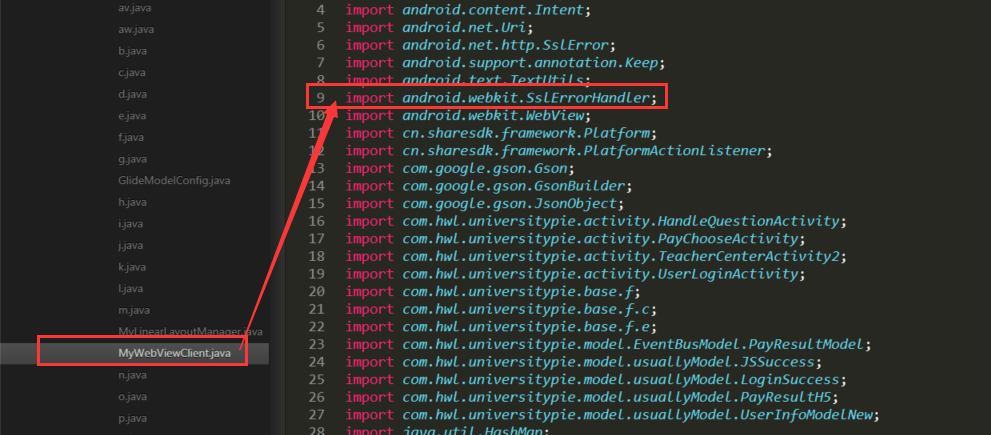 av.java
aw.java
b.java
c.java
d.java
e.java
f.java
g.java
GlideModelConfig.java
h.java
i.java
j.java
k.java
l.java
m.java
MyLinearLayoutManager.java
MyWebViewClient.java
n.java
o.java
p.java
4 import android.content.Intent;
5 import android.net.Uri;
6 import android.net.http.SslError;
7 import android.support.annotation.Keep;
8 import android.text.TextUtils;
9 import android.webkit.SslErrorHandler;
10 import android.webkit.WebView;
11 import cn.sharesdk.framework.Platform;
12 import cn.sharesdk.framework.PlatformActionListener;
13 import com.google.gson.Gson;
14 import com.google.gson.GsonBuilder;
15 import com.google.gson.JsonObject;
16 import com.hwl.universitypie.activity.HandleQuestionActivity;
17 import com.hwl.universitypie.activity.PayChooseActivity;
18 import com.hwl.universitypie.activity.TeacherCenterActivity2;
19 import com.hwl.universitypie.activity.UserLoginActivity;
20 import com.hwl.universitypie.base.f;
21 import com.hwl.universitypie.base.f.c;
22 import com.hwl.universitypie.base.f.e;
23 import com.hwl.universitypie.model.EventBusModel.PayResultModel;
24 import com.hwl.universitypie.model.usuallyModel.JSSuccess;
25 import com.hwl.universitypie.model.usuallyModel.LoginSuccess;
26 import com.hwl.universitypie.model.usuallyModel.PayResultH5;
27 import com.hwl.universitypie.model.usuallyModel.UserInfoModelNew;
28 import java.util.HashMap;